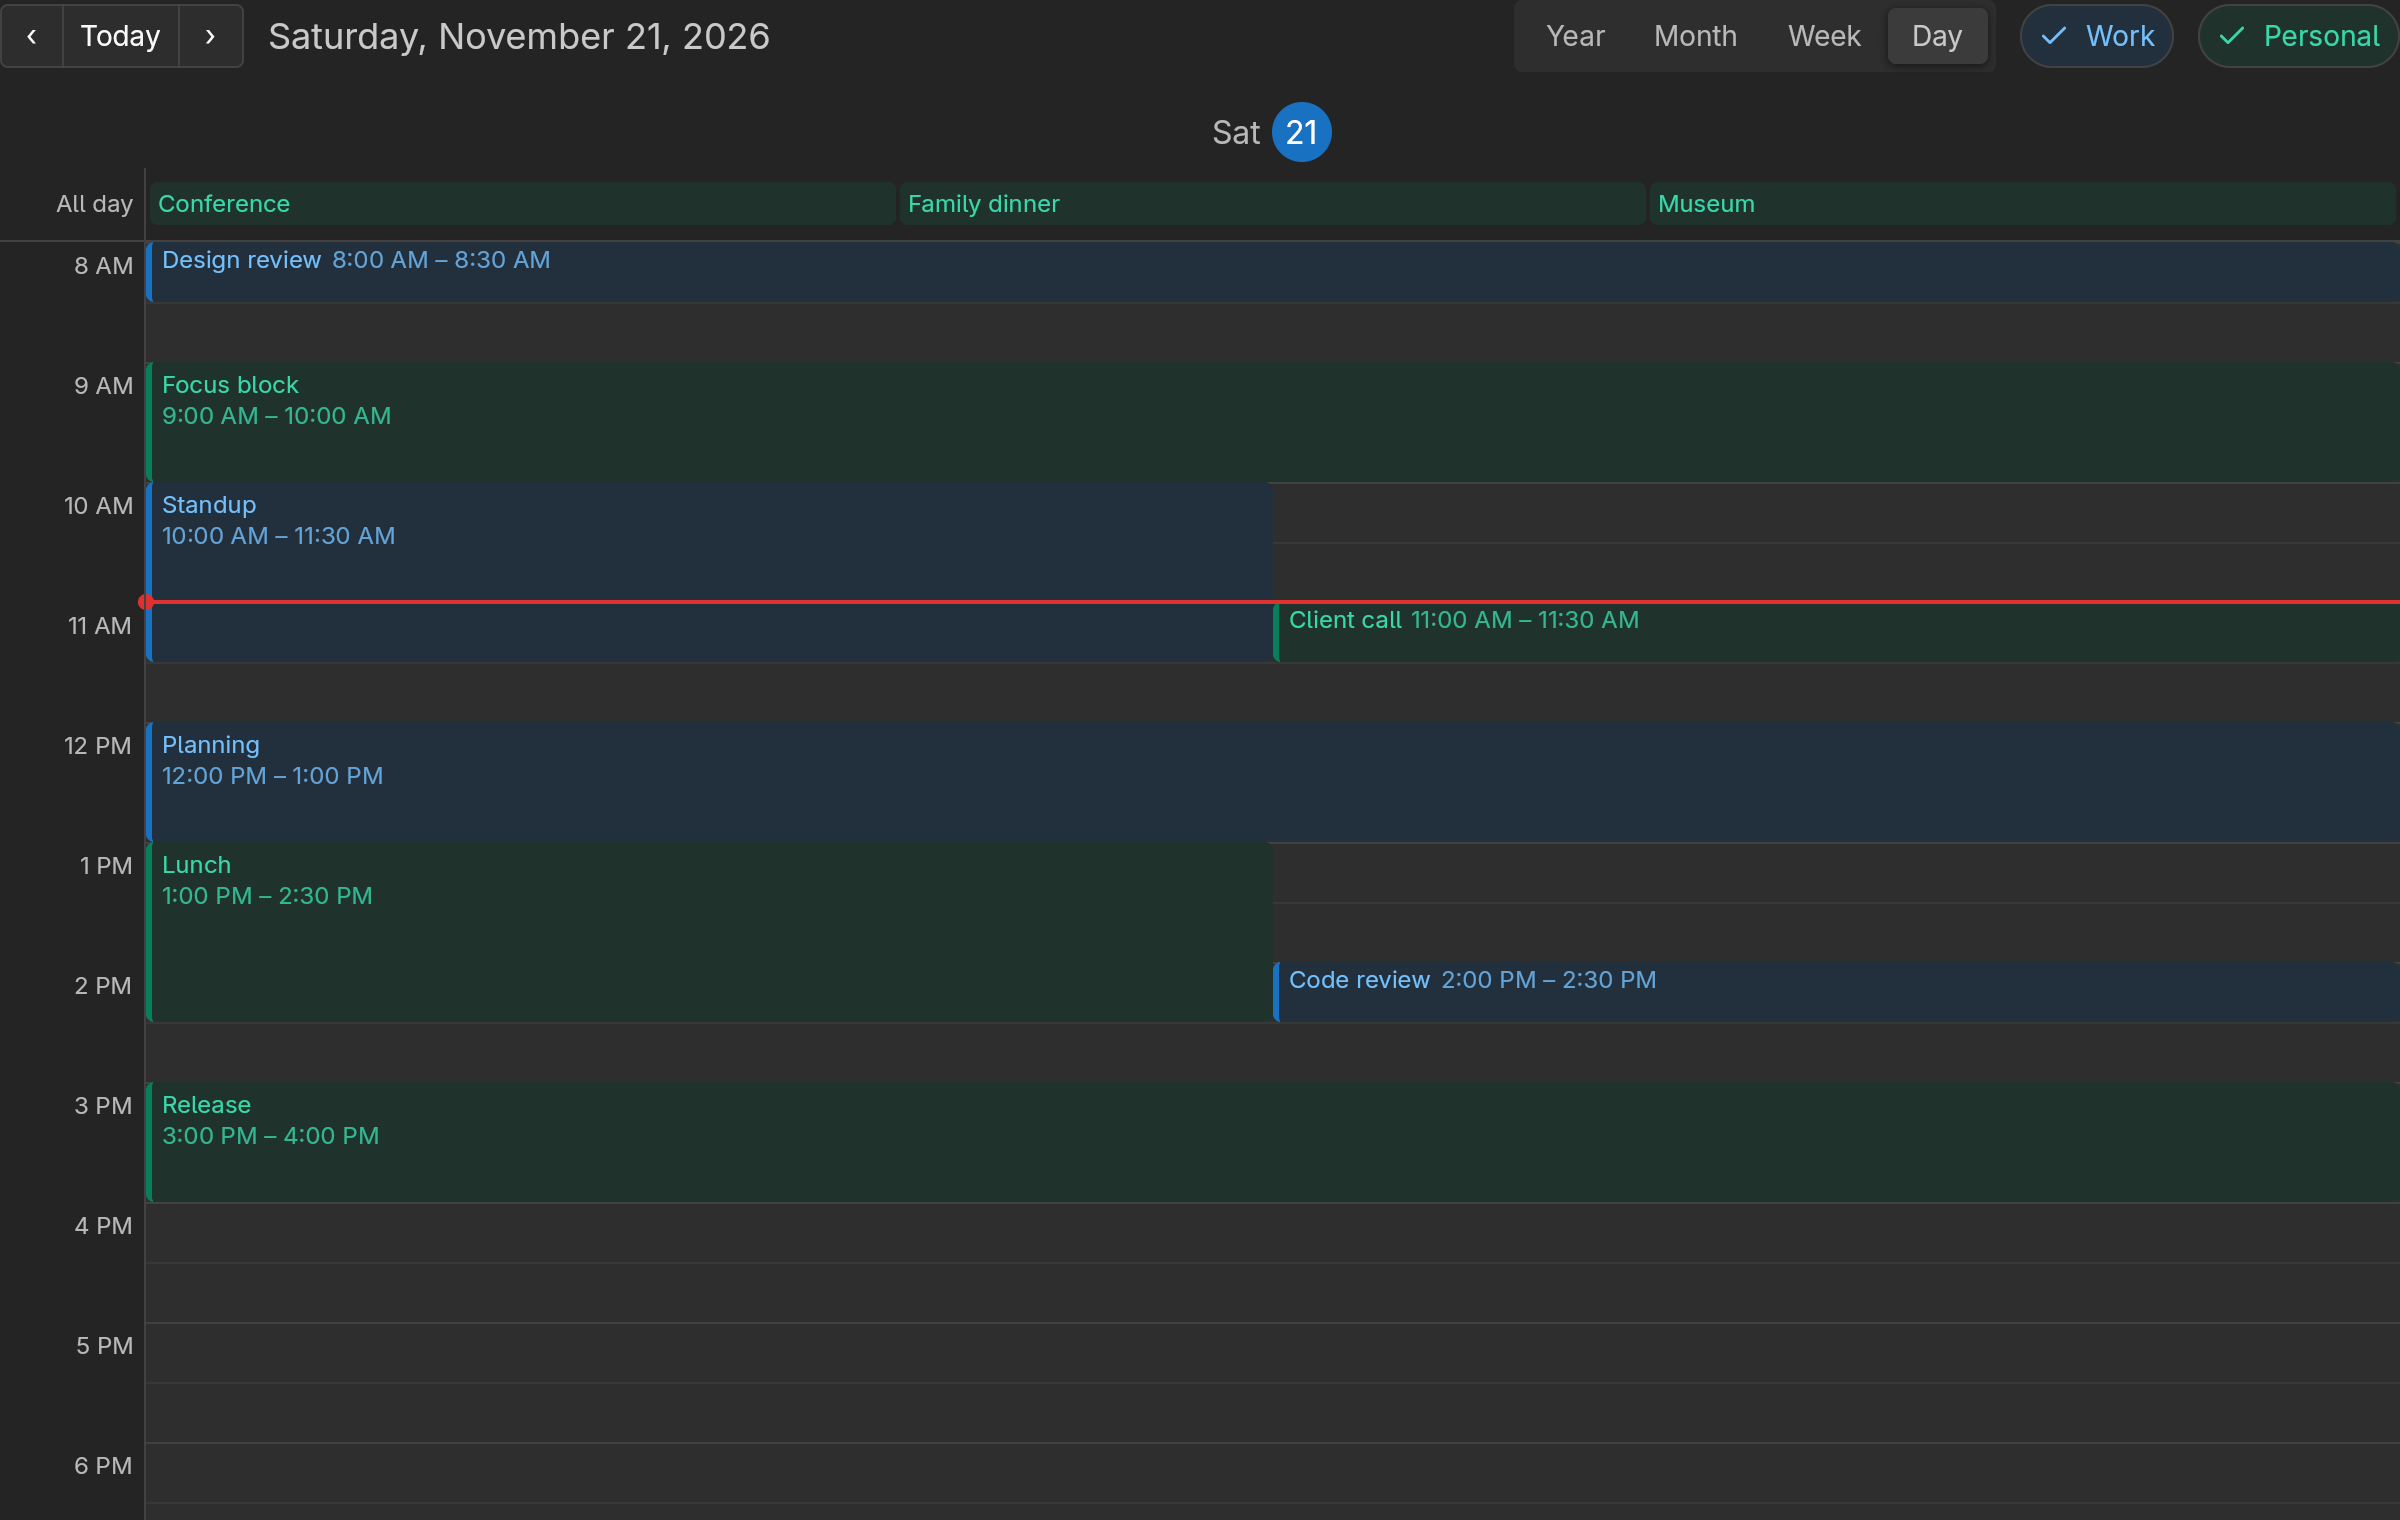 ‹ Today › Saturday, November 21, 2026 Year Month Week Day Work Personal
Sat 21
All day Conference Family dinner Museum
8 AM Design review 8:00 AM – 8:30 AM
9 AM Focus block
9:00 AM – 10:00 AM
10 AM Standup
10:00 AM – 11:30 AM
11 AM Client call 11:00 AM – 11:30 AM
12 PM Planning
12:00 PM – 1:00 PM
1 PM Lunch
1:00 PM – 2:30 PM
2 PM Code review 2:00 PM – 2:30 PM
3 PM Release
3:00 PM – 4:00 PM
4 PM
5 PM
6 PM